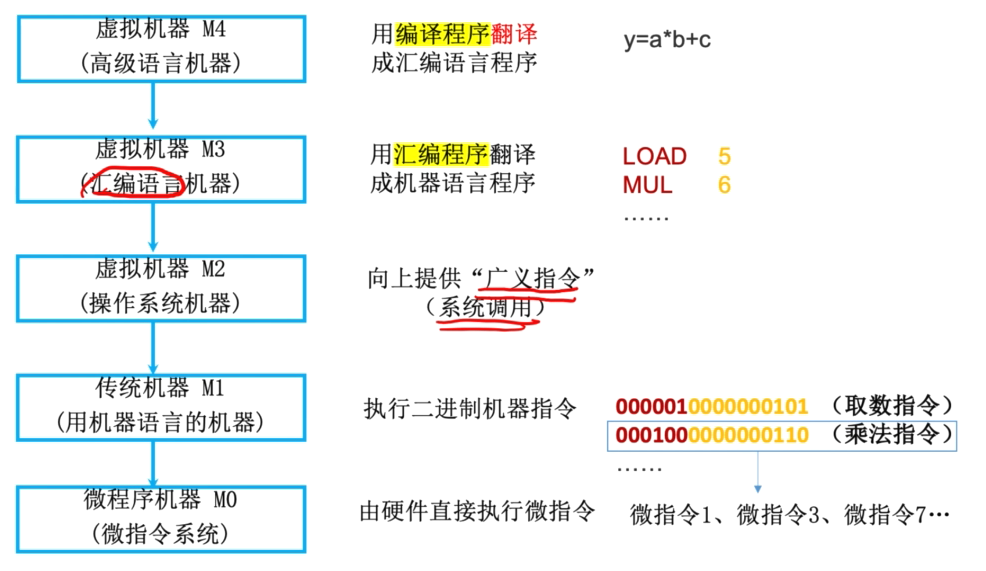 虚拟机器 M4
(高级语言机器)
用编译程序翻译
成汇编语言程序
y=a*b+c
虚拟机器 M3
(汇编语言机器)
用汇编程序翻译
成机器语言程序
LOAD 5
MUL 6
……
虚拟机器 M2
(操作系统机器)
向上提供“广义指令”
（系统调用）
传统机器 M1
(用机器语言的机器)
执行二进制机器指令
0000010000000101 （取数指令）
0001000000000110 （乘法指令）
……
微程序机器 M0
(微指令系统)
由硬件直接执行微指令
微指令1、微指令3、微指令7…